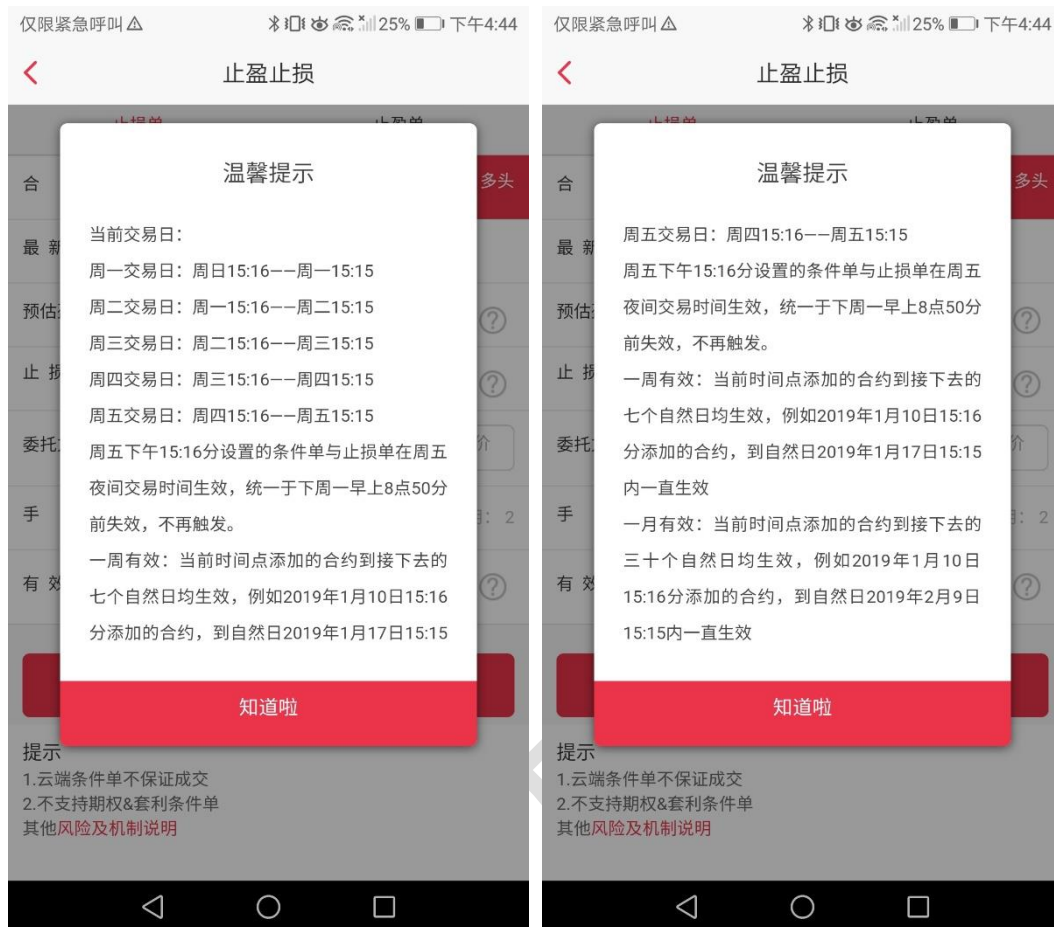 仅限紧急呼叫
25%
下午4:44
止盈止损
止损单
止盈单
温馨提示
合
多头
当前交易日：
最 新
周一交易日：周日15:16——周一15:15
周二交易日：周一15:16——周二15:15
预估
周三交易日：周二15:16——周三15:15
止 损
周四交易日：周三15:16——周四15:15
周五交易日：周四15:16——周五15:15
委托
价
周五下午15:16分设置的条件单与止损单在周五
夜间交易时间生效，统一于下周一早上8点50分
手
：2
前失效，不再触发。
一周有效：当前时间点添加的合约到接下去的
有 效
七个自然日均生效，例如2019年1月10日15:16
分添加的合约，到自然日2019年1月17日15:15
知道啦
提示
1.云端条件单不保证成交
2.不支持期权&套利条件单
其他风险及机制说明
仅限紧急呼叫
25%
下午4:44
止盈止损
止损单
止盈单
温馨提示
合
多头
周五交易日：周四15:16——周五15:15
最 新
周五下午15:16分设置的条件单与止损单在周五
预估
夜间交易时间生效，统一于下周一早上8点50分
前失效，不再触发。
止 损
一周有效：当前时间点添加的合约到接下去的
七个自然日均生效，例如2019年1月10日15:16
委托
价
分添加的合约，到自然日2019年1月17日15:15
内一直生效
手
：2
一月有效：当前时间点添加的合约到接下去的
三十个自然日均生效，例如2019年1月10日
有 效
15:16分添加的合约，到自然日2019年2月9日
15:15内一直生效
知道啦
提示
1.云端条件单不保证成交
2.不支持期权&套利条件单
其他风险及机制说明